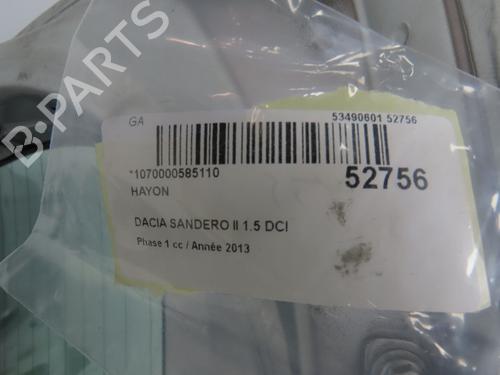 B-PARTS
GA
53490601 52756
*1070000585110
52756
HAYON
DACIA SANDERO II 1.5 DCI
Phase 1 cc / Année 2013